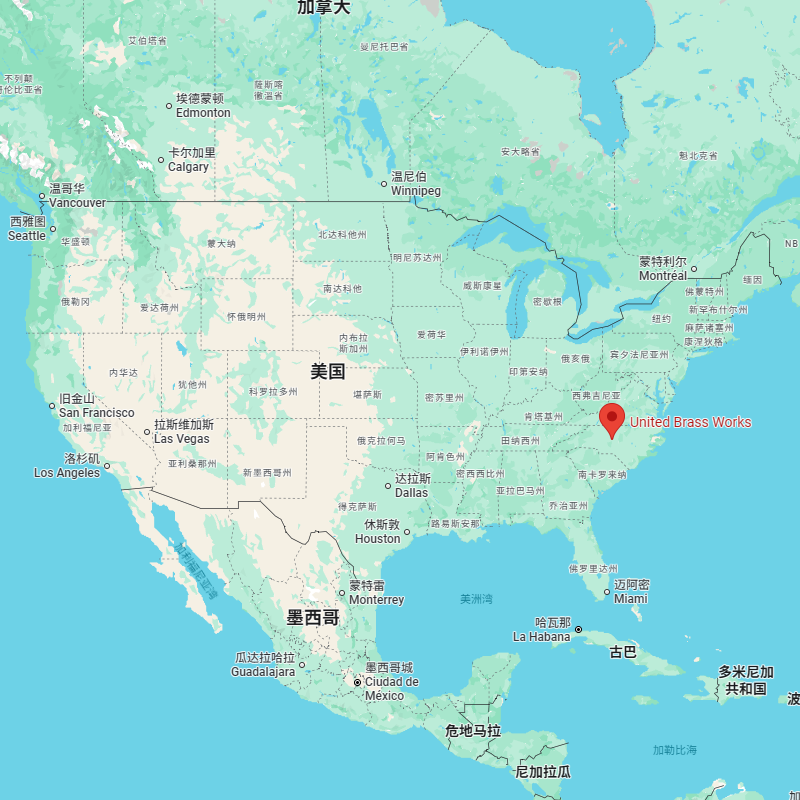 加拿大
艾伯塔省
曼尼托巴省
不列颠
哥伦比亚省
萨斯喀
彻温省
埃德蒙顿
Edmonton
卡尔加里
Calgary
安大略省
魁北克省
温尼伯
Winnipeg
温哥华
Vancouver
西雅图
Seattle
华盛顿
蒙大纳
北达科他州
明尼苏达州
蒙特利尔
Montréal
NB
缅因
南达科他
威斯康星
密歇根
佛蒙特州
俄勒冈
爱达荷州
怀俄明州
新罕布什尔州
纽约
麻萨诸塞州
康涅狄格
内布拉
斯加州
爱荷华
伊利诺伊州
俄亥俄
宾夕法尼亚州
内华达
犹他州
美国
印第安纳
科罗拉多州
堪萨斯
密苏里州
西弗吉尼亚
旧金山
San Francisco
加利福尼亚
拉斯维加斯
Las Vegas
肯塔基州
United Brass Works
俄克拉何马
田纳西州
洛杉矶
Los Angeles
亚利桑那州
新墨西哥州
阿肯色州
密西西比州
南卡罗来纳
达拉斯
Dallas
亚拉巴马州
乔治亚州
得克萨斯
休斯敦
Houston
路易斯安那
加利福尼亚湾
佛罗里达州
蒙特雷
Monterrey
美洲湾
迈阿密
Miami
墨西哥
哈瓦那
La Habana
古巴
瓜达拉哈拉
Guadalajara
墨西哥城
Ciudad de
México
多米尼加
共和国
波
危地马拉
加勒比海
尼加拉瓜
加